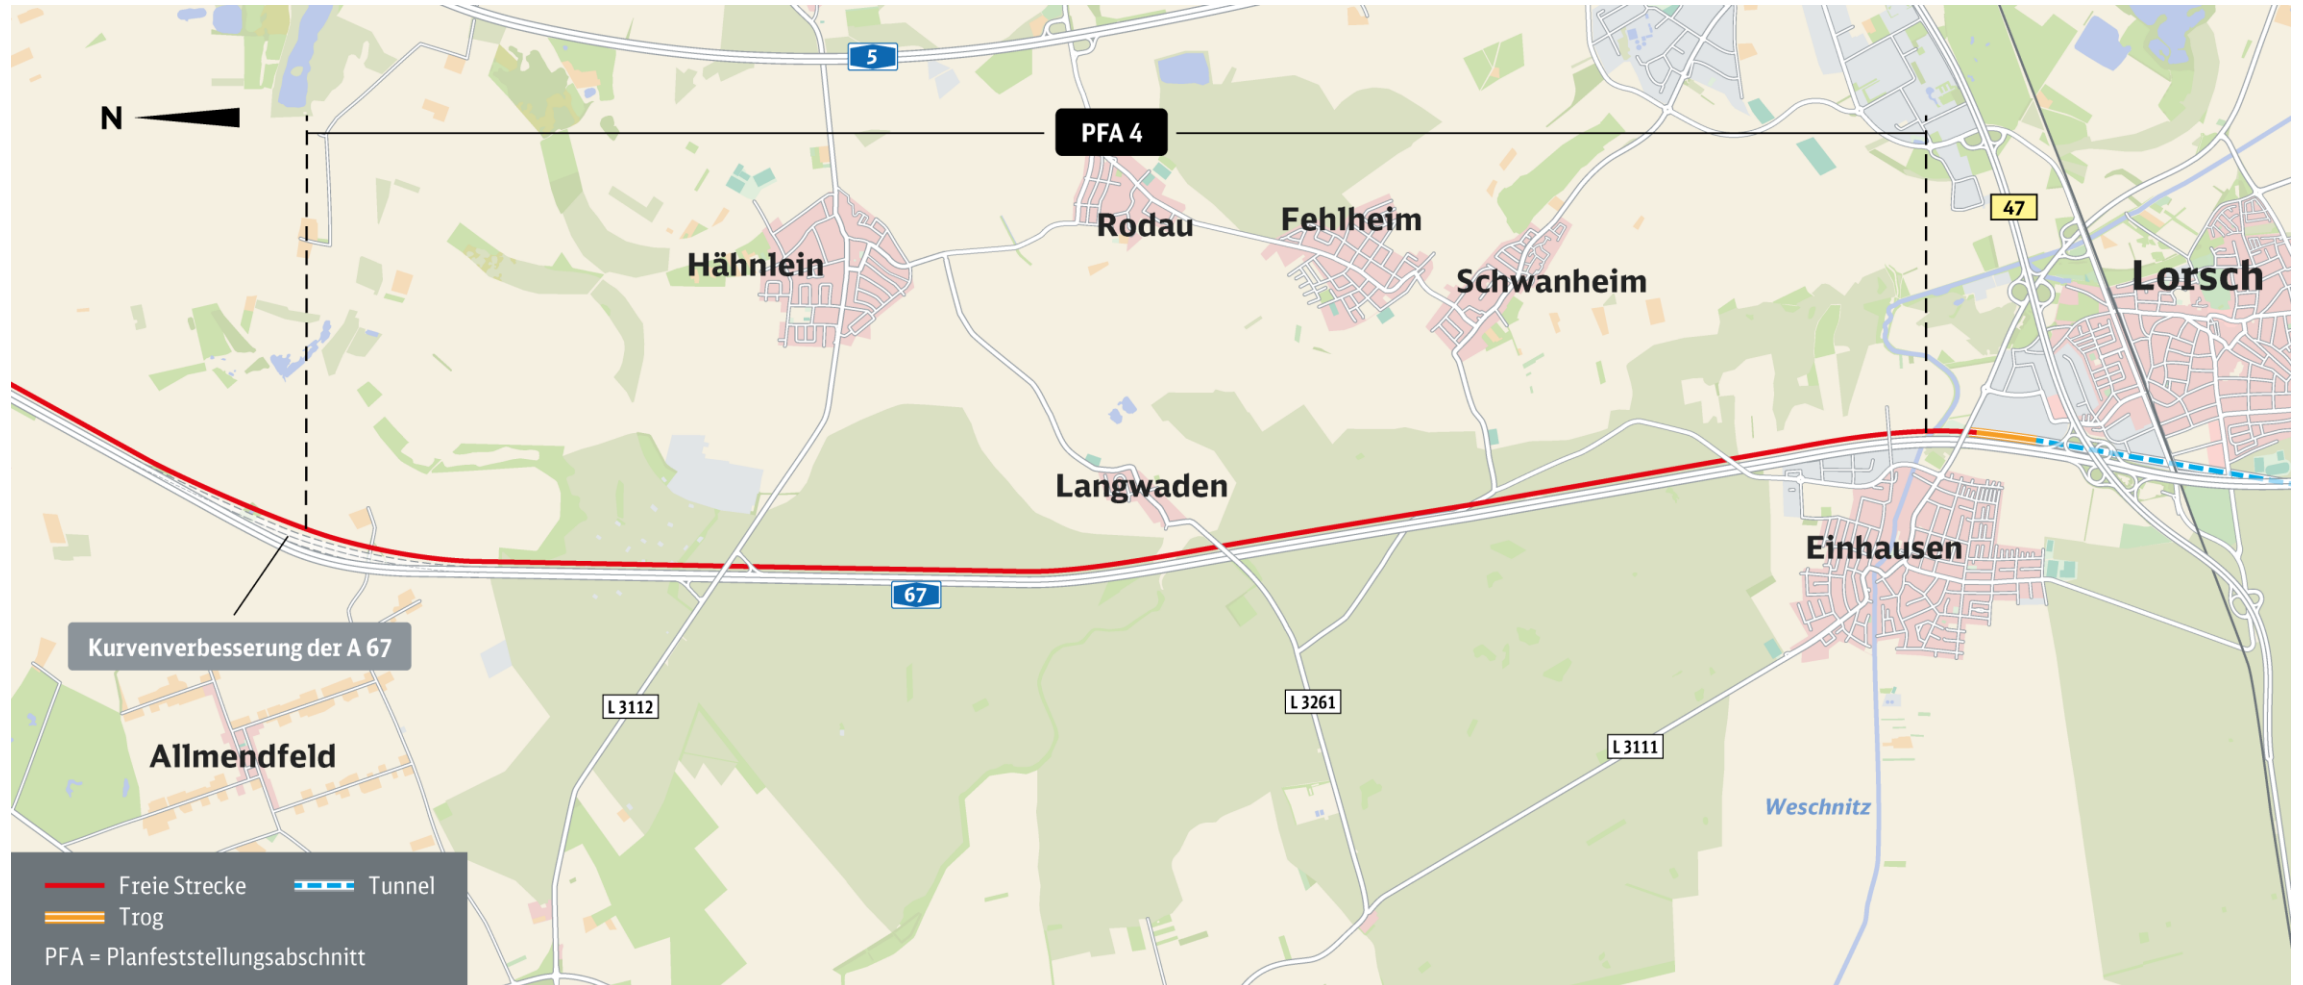 5
N
PFA 4
47
Rodau
Fehlheim
Hähnlein
Schwanheim
Lorsch
Langwaden
Einhausen
67
Kurvenverbesserung der A 67
L 3112
L 3261
L 3111
Allmendfeld
Weschnitz
Freie Strecke
Tunnel
Trog
PFA = Planfeststellungsabschnitt